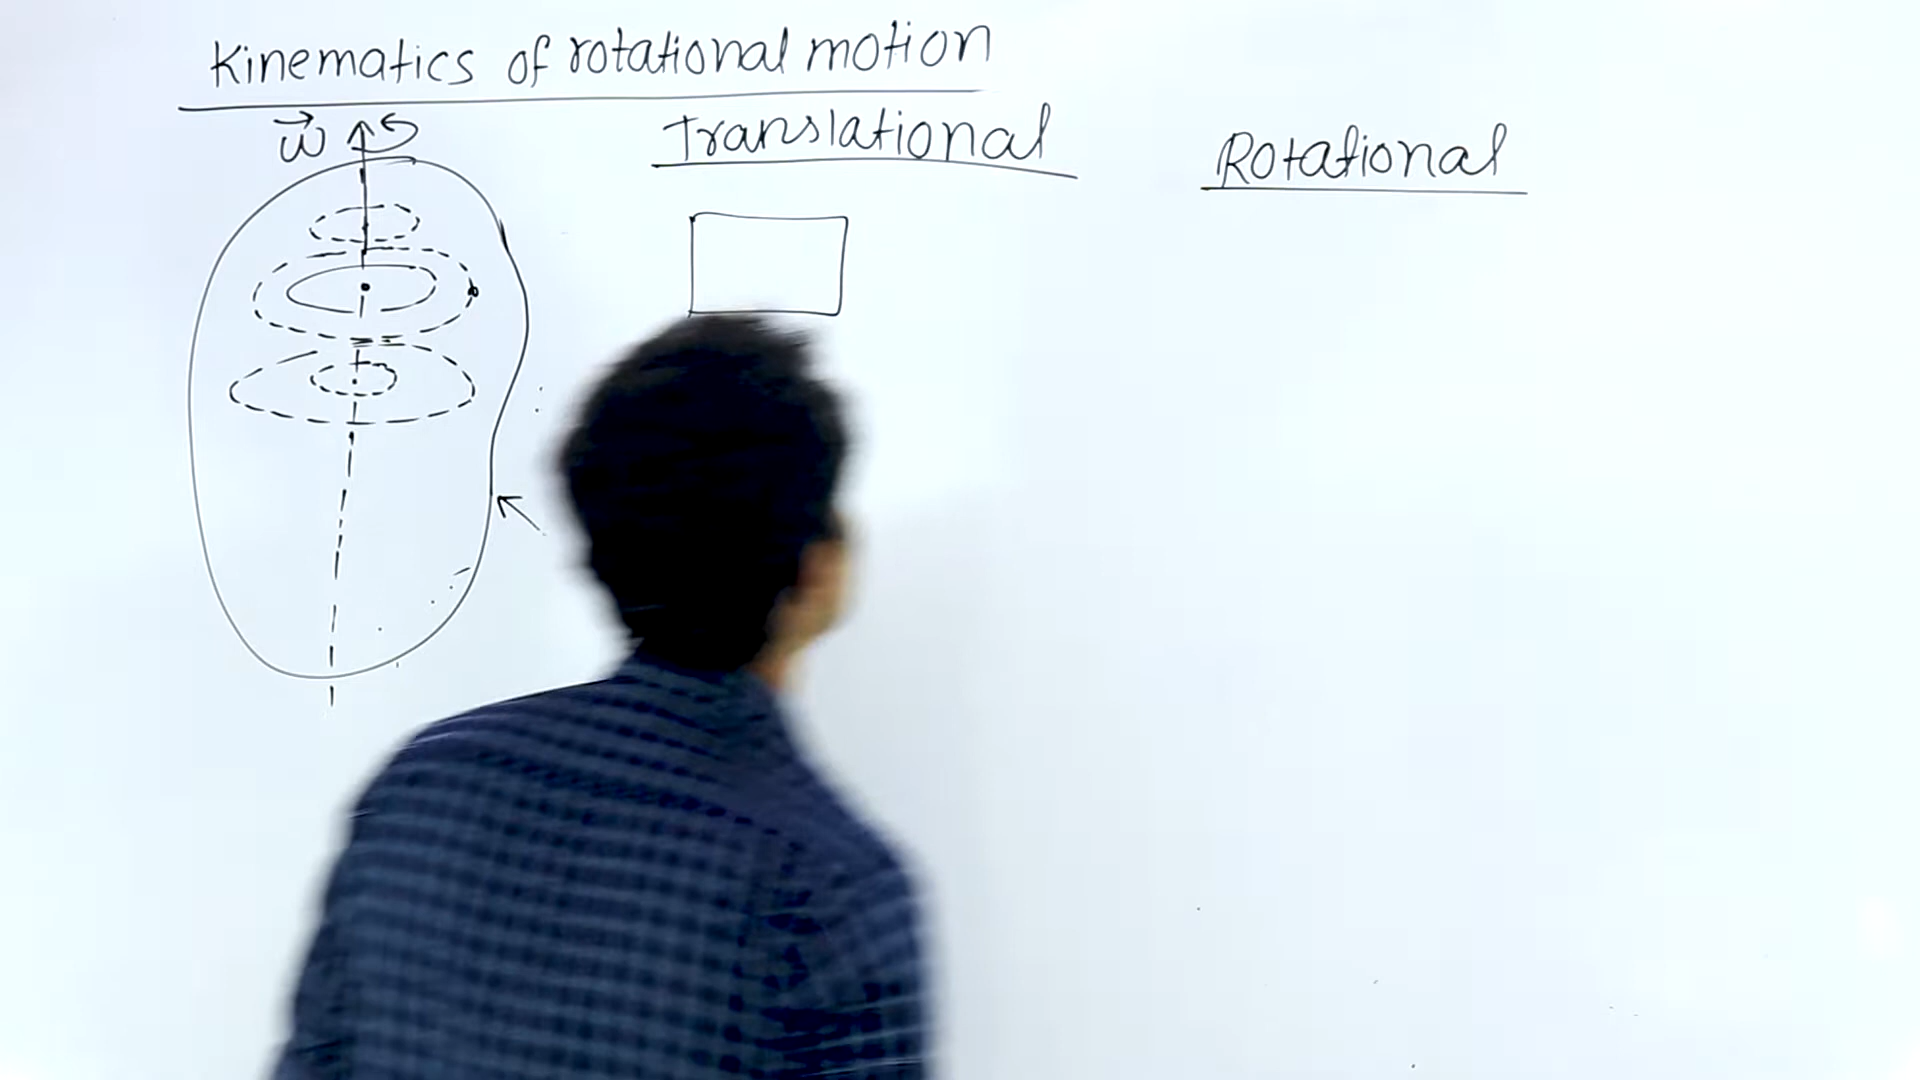 Kinematics of rotational motion
Translational
Rotational
ω⃗